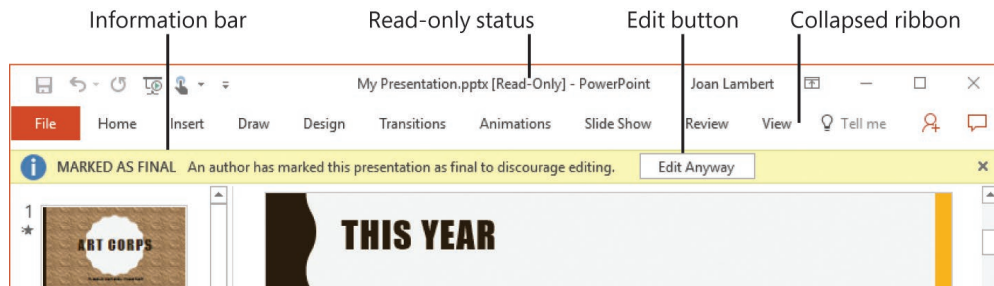 Information bar Read-only status Edit button Collapsed ribbon
My Presentation.pptx [Read-Only] - PowerPoint Joan Lambert
File Home Insert Draw Design Transitions Animations Slide Show Review View Tell me
MARKED AS FINAL An author has marked this presentation as final to discourage editing. Edit Anyway
1
ART CORPS
THIS YEAR